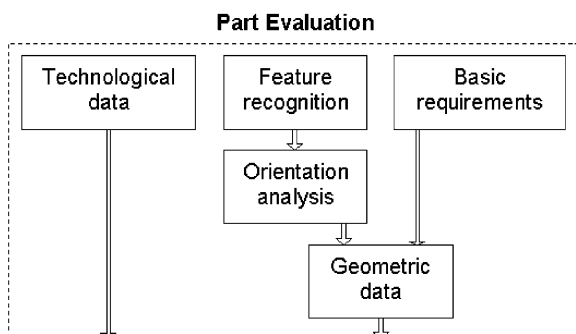 Part Evaluation
Technological
data
Feature
recognition
Basic
requirements
Orientation
analysis
Geometric
data